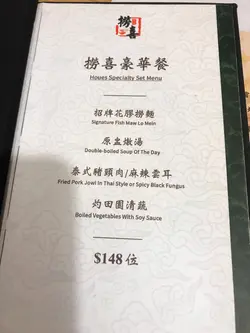 撈喜
撈喜豪華餐
Houes Specialty Set Menu
招牌花膠撈麵
Signature Fish Maw Lo Mein
原盅燉湯
Double-boiled Soup Of The Day
泰式豬頸肉/麻辣雲耳
Fried Pork Jowl In Thai Style or Spicy Black Fungus
灼田園清蔬
Boiled Vegetables With Soy Sauce
$148 位